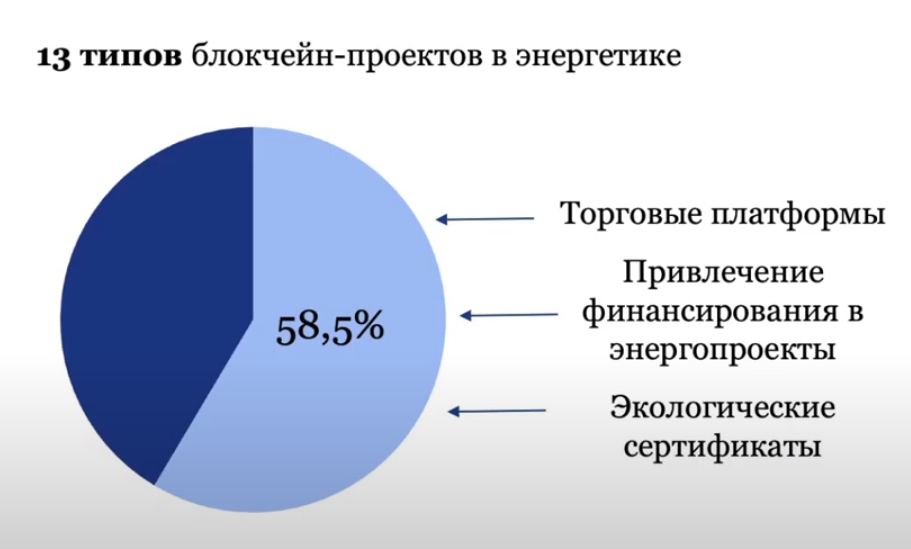 13 типов блокчейн-проектов в энергетике
58,5%
Торговые платформы
Привлечение
финансирования в
энергопроекты
Экологические
сертификаты